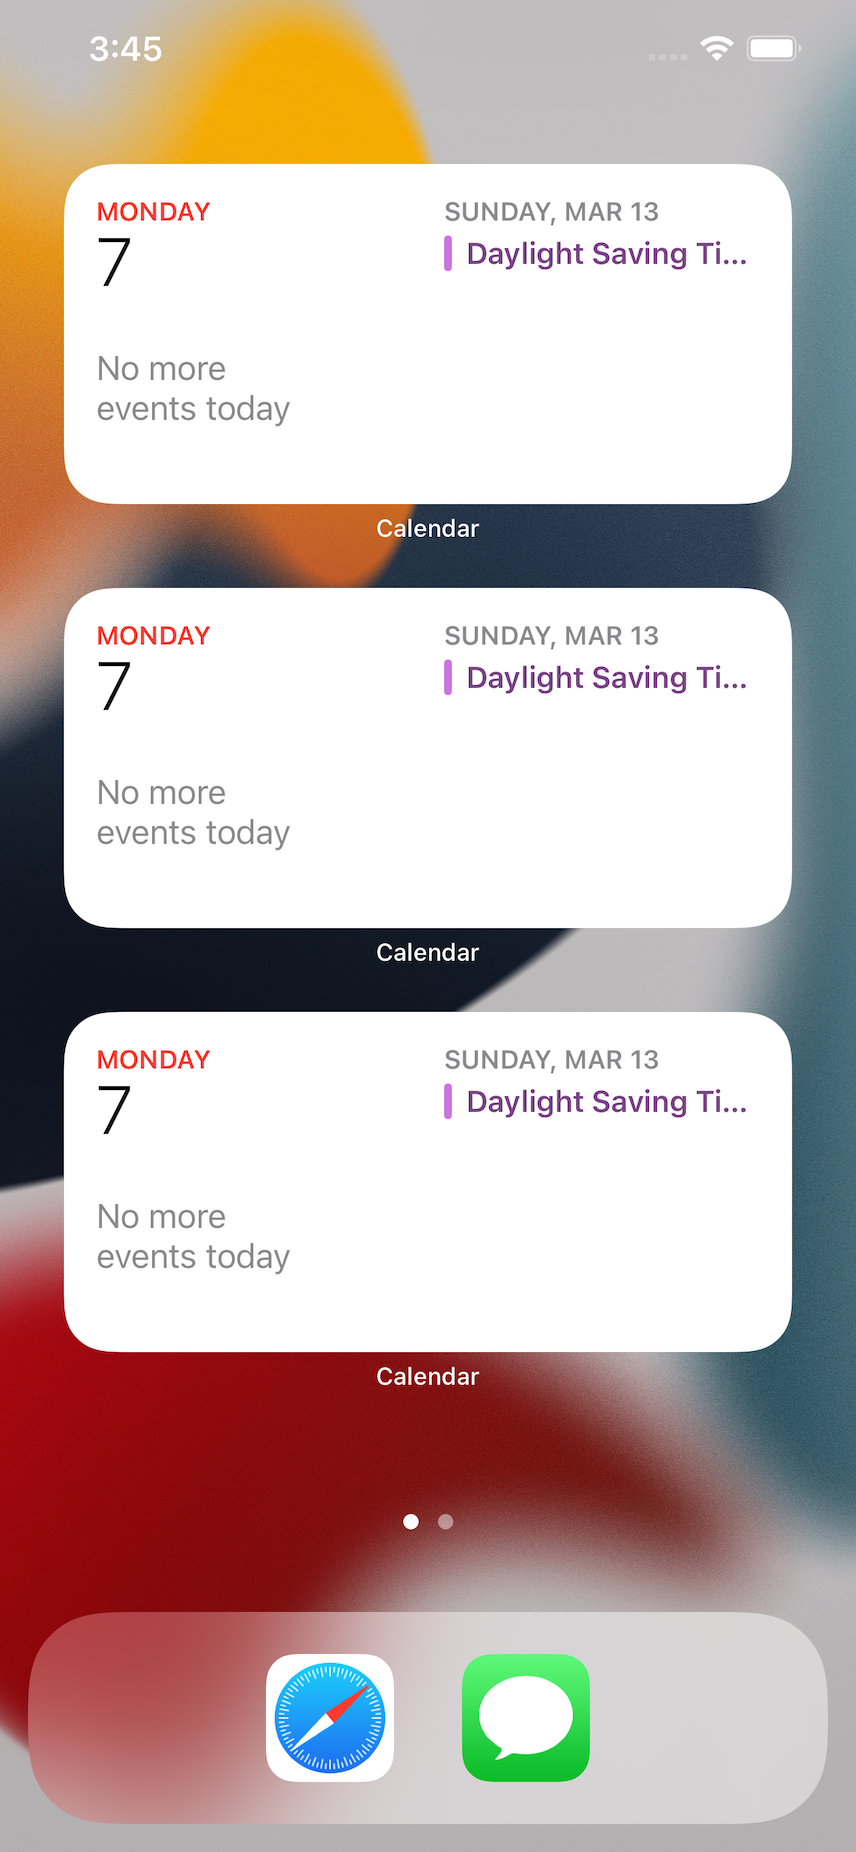 3:45
MONDAY
7
No more
events today
SUNDAY, MAR 13
Daylight Saving Ti...
Calendar
MONDAY
7
No more
events today
SUNDAY, MAR 13
Daylight Saving Ti...
Calendar
MONDAY
7
No more
events today
SUNDAY, MAR 13
Daylight Saving Ti...
Calendar